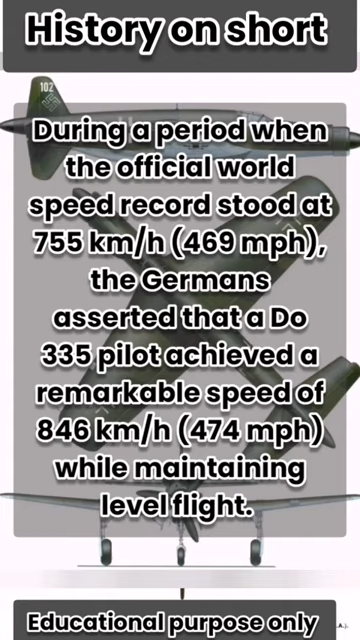 History on short
102
During a period when
the official world
speed record stood at
755 km/h (469 mph),
the Germans
asserted that a Do
335 pilot achieved a
remarkable speed of
846 km/h (474 mph)
while maintaining
level flight.
Educational purpose only